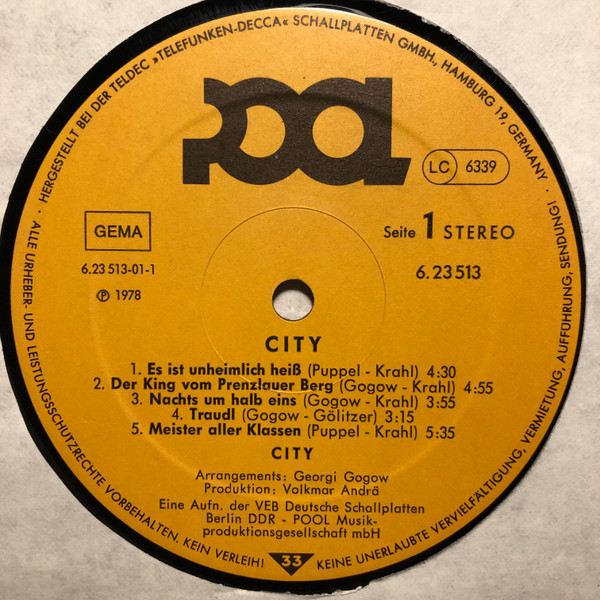 HERGESTELLT BEI DER TELDEC »TELEFUNKEN-DECCA« SCHALLPLATTEN GMBH., HAMBURG 19, GERMANY ·
POOL
LC 6339
GEMA
Seite 1 STEREO
6.23 513-01-1
6.23 513
℗ 1978
CITY
1. Es ist unheimlich heiß (Puppel - Krahl) 4:30
2. Der King vom Prenzlauer Berg (Gogow - Krahl) 4:55
3. Nachts um halb eins (Gogow - Krahl) 3:55
4. Traudl (Gogow - Gölitzer) 3:15
5. Meister aller Klassen (Puppel - Krahl) 5:35
CITY
Arrangements: Georgi Gogow
Produktion: Volkmar Andrä
Eine Aufn. der VEB Deutsche Schallplatten
Berlin DDR - POOL Musik-
produktionsgesellschaft mbH
33
· ALLE URHEBER- UND LEISTUNGSSCHUTZRECHTE VORBEHALTEN. KEIN VERLEIH! KEINE UNERLAUBTE VERVIELFÄLTIGUNG, VERMIETUNG, AUFFÜHRUNG, SENDUNG!